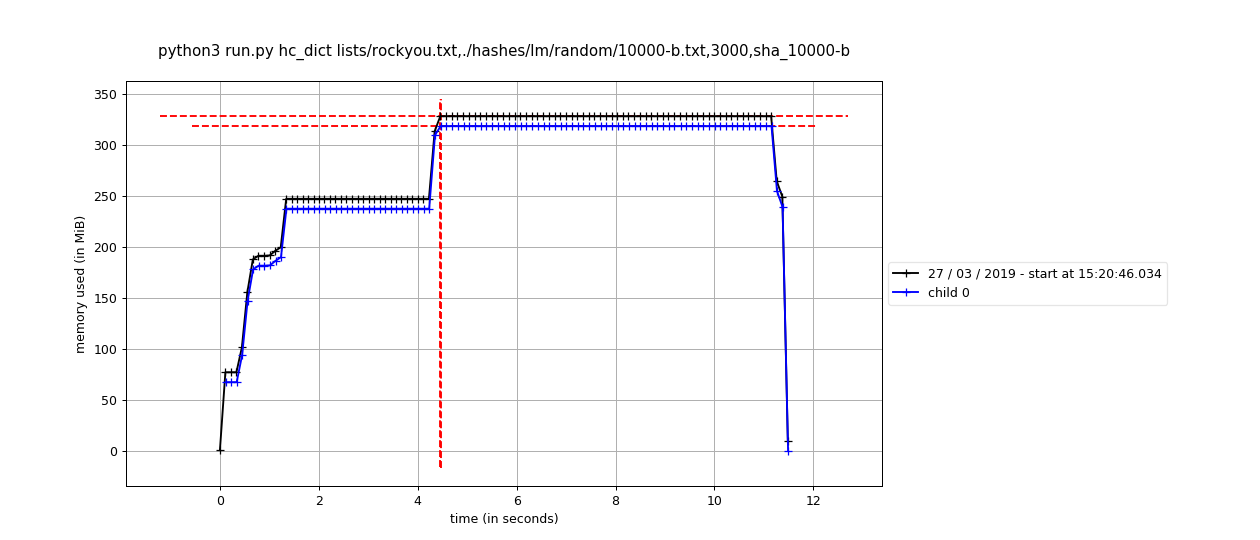 python3 run.py hc_dict lists/rockyou.txt,./hashes/lm/random/10000-b.txt,3000,sha_10000-b
350
300
250
200
150
100
50
0
memory used (in MiB)
0 2 4 6 8 10 12
time (in seconds)
27 / 03 / 2019 - start at 15:20:46.034
child 0